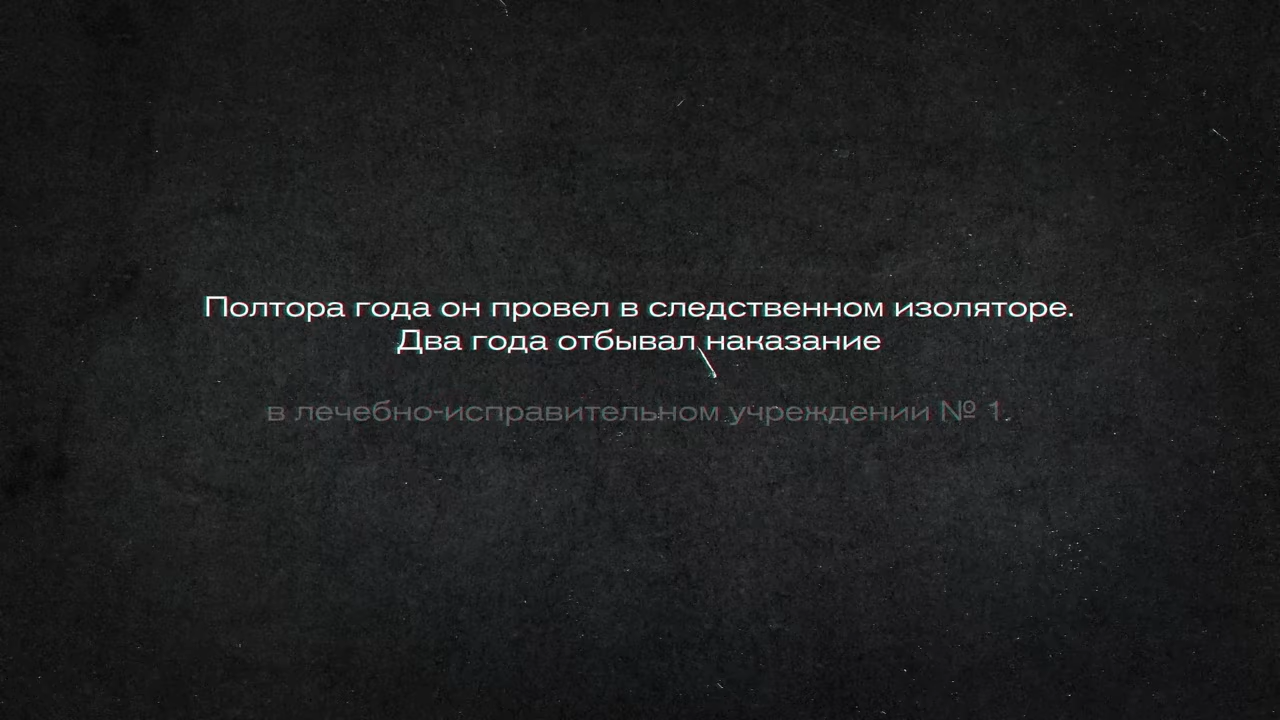 Полтора года он провел в следственном изоляторе.
Два года отбывал наказание
в лечебно-исправительном учреждении № 1.